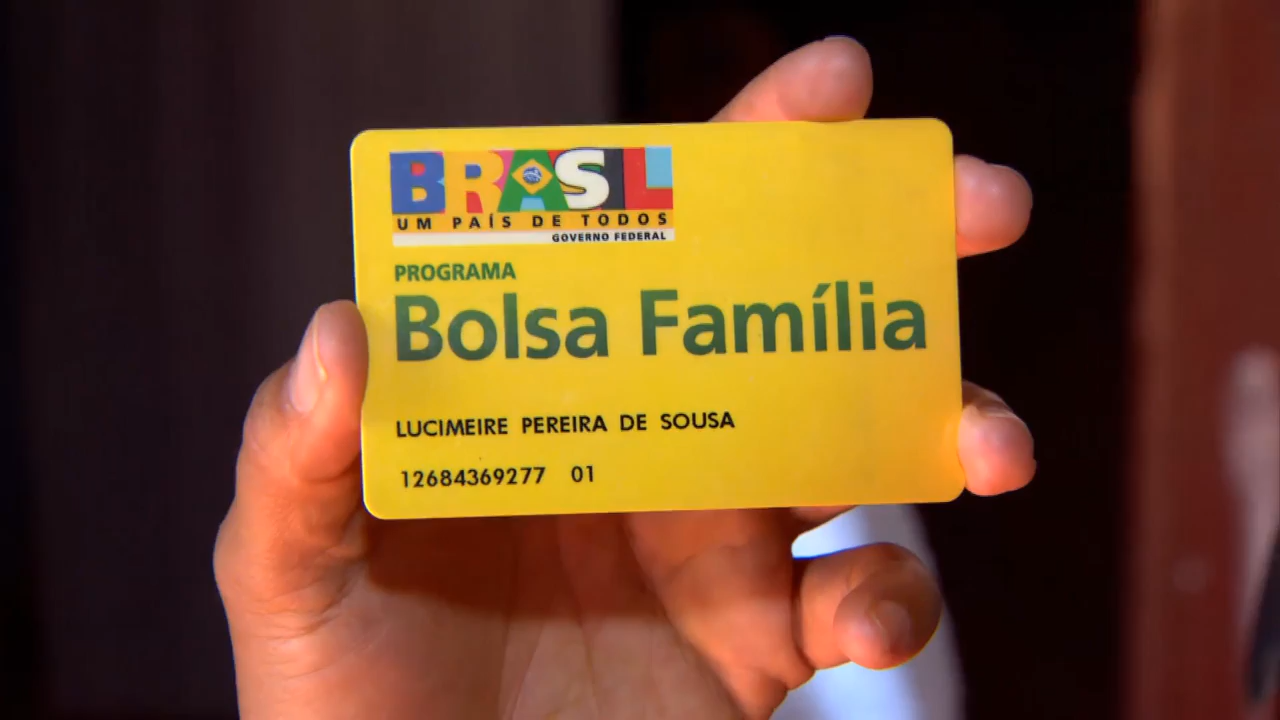 BRASIL
UM PAÍS DE TODOS
GOVERNO FEDERAL
PROGRAMA
Bolsa Família
LUCIMEIRE PEREIRA DE SOUSA
12684369277 01